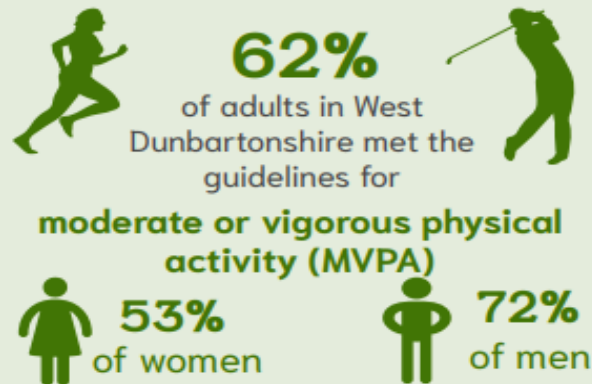 62%
of adults in West
Dunbartonshire met the
guidelines for
moderate or vigorous physical
activity (MVPA)
53%
of women
72%
of men